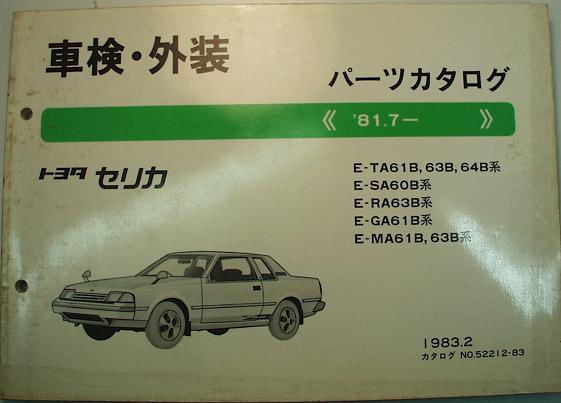 車検・外装
パーツカタログ
《 '81.7— 》
トヨタ セリカ
E-TA61B, 63B, 64B系
E-SA60B系
E-RA63B系
E-GA61B系
E-MA61B, 63B系
1983.2
カタログ NO.52212-83